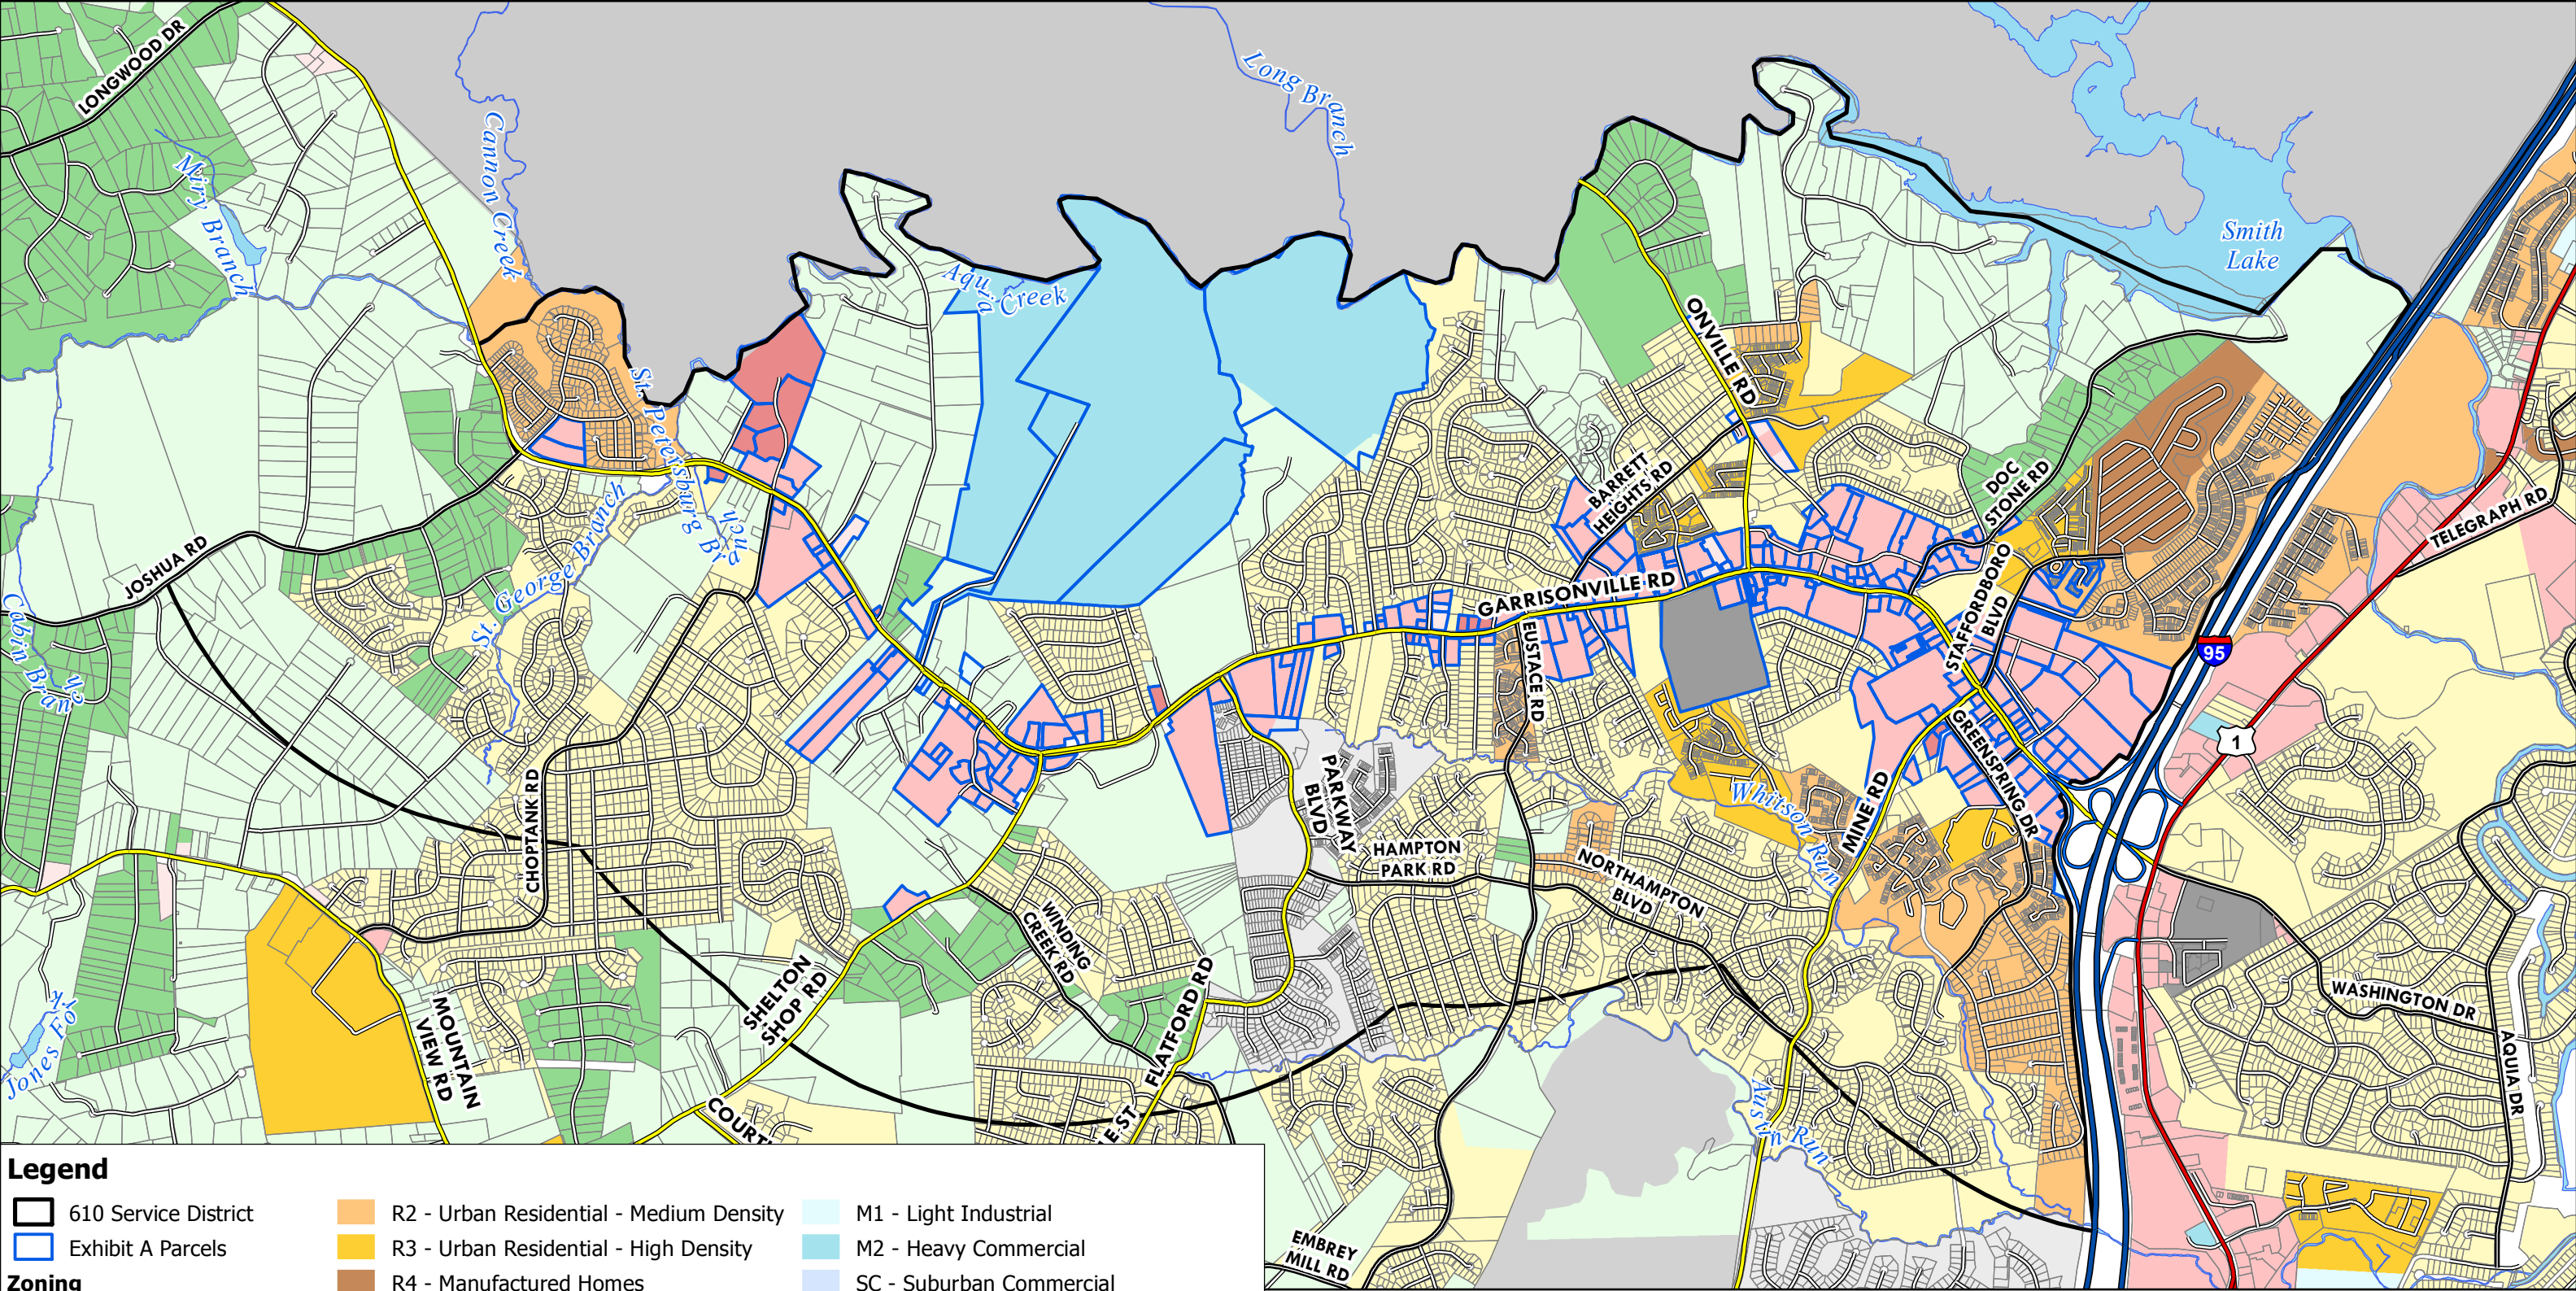 LONGWOOD DR
Miry Branch
Cannon Creek
Long Branch
Smith
Lake
Aquia Creek
ONVILLE RD
St. Petersburg Branch
St. George Branch
JOSHUA RD
Cabin Branch
BARRETT
HEIGHTS RD
DOC
STONE RD
TELEGRAPH RD
GARRISONVILLE RD
EUSTACE RD
STAFFORDBORO
BLVD
95
1
GREENSPRING DR
PARKWAY
BLVD
CHOPTANK RD
Whitson Run
MINE RD
HAMPTON
PARK RD
NORTHAMPTON
BLVD
WINDING
CREEK RD
SHELTON
SHOP RD
FLATFORD RD
MOUNTAIN
VIEW RD
Jones Fork
WASHINGTON DR
AQUIA DR
Austin Run
COURTH
E ST
EMBREY
MILL RD
Legend
610 Service District
Exhibit A Parcels
Zoning
R2 - Urban Residential - Medium Density
R3 - Urban Residential - High Density
R4 - Manufactured Homes
M1 - Light Industrial
M2 - Heavy Commercial
SC - Suburban Commercial